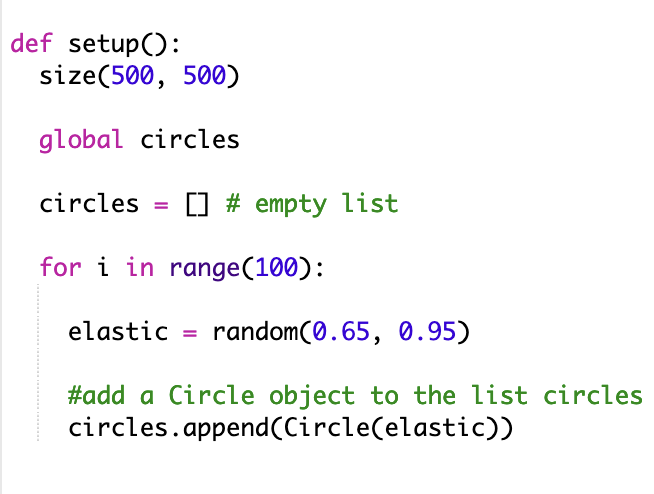 def setup():
  size(500, 500)

  global circles

  circles = [] # empty list

  for i in range(100):

    elastic = random(0.65, 0.95)

    #add a Circle object to the list circles
    circles.append(Circle(elastic))